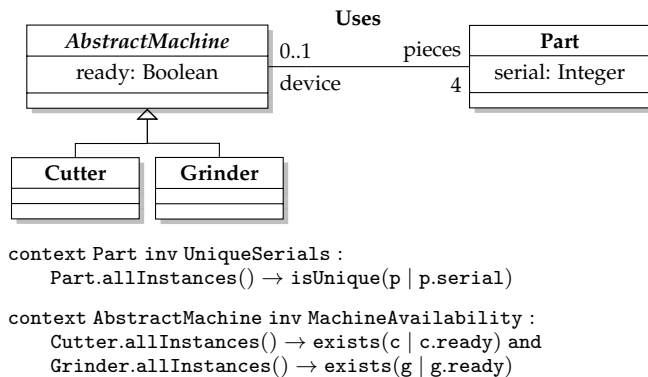 Uses
AbstractMachine
ready: Boolean
0..1
device
pieces
4
Part
serial: Integer
Cutter
Grinder
context Part inv UniqueSerials :
Part.allInstances() → isUnique(p | p.serial)
context AbstractMachine inv MachineAvailability :
Cutter.allInstances() → exists(c | c.ready) and
Grinder.allInstances() → exists(g | g.ready)